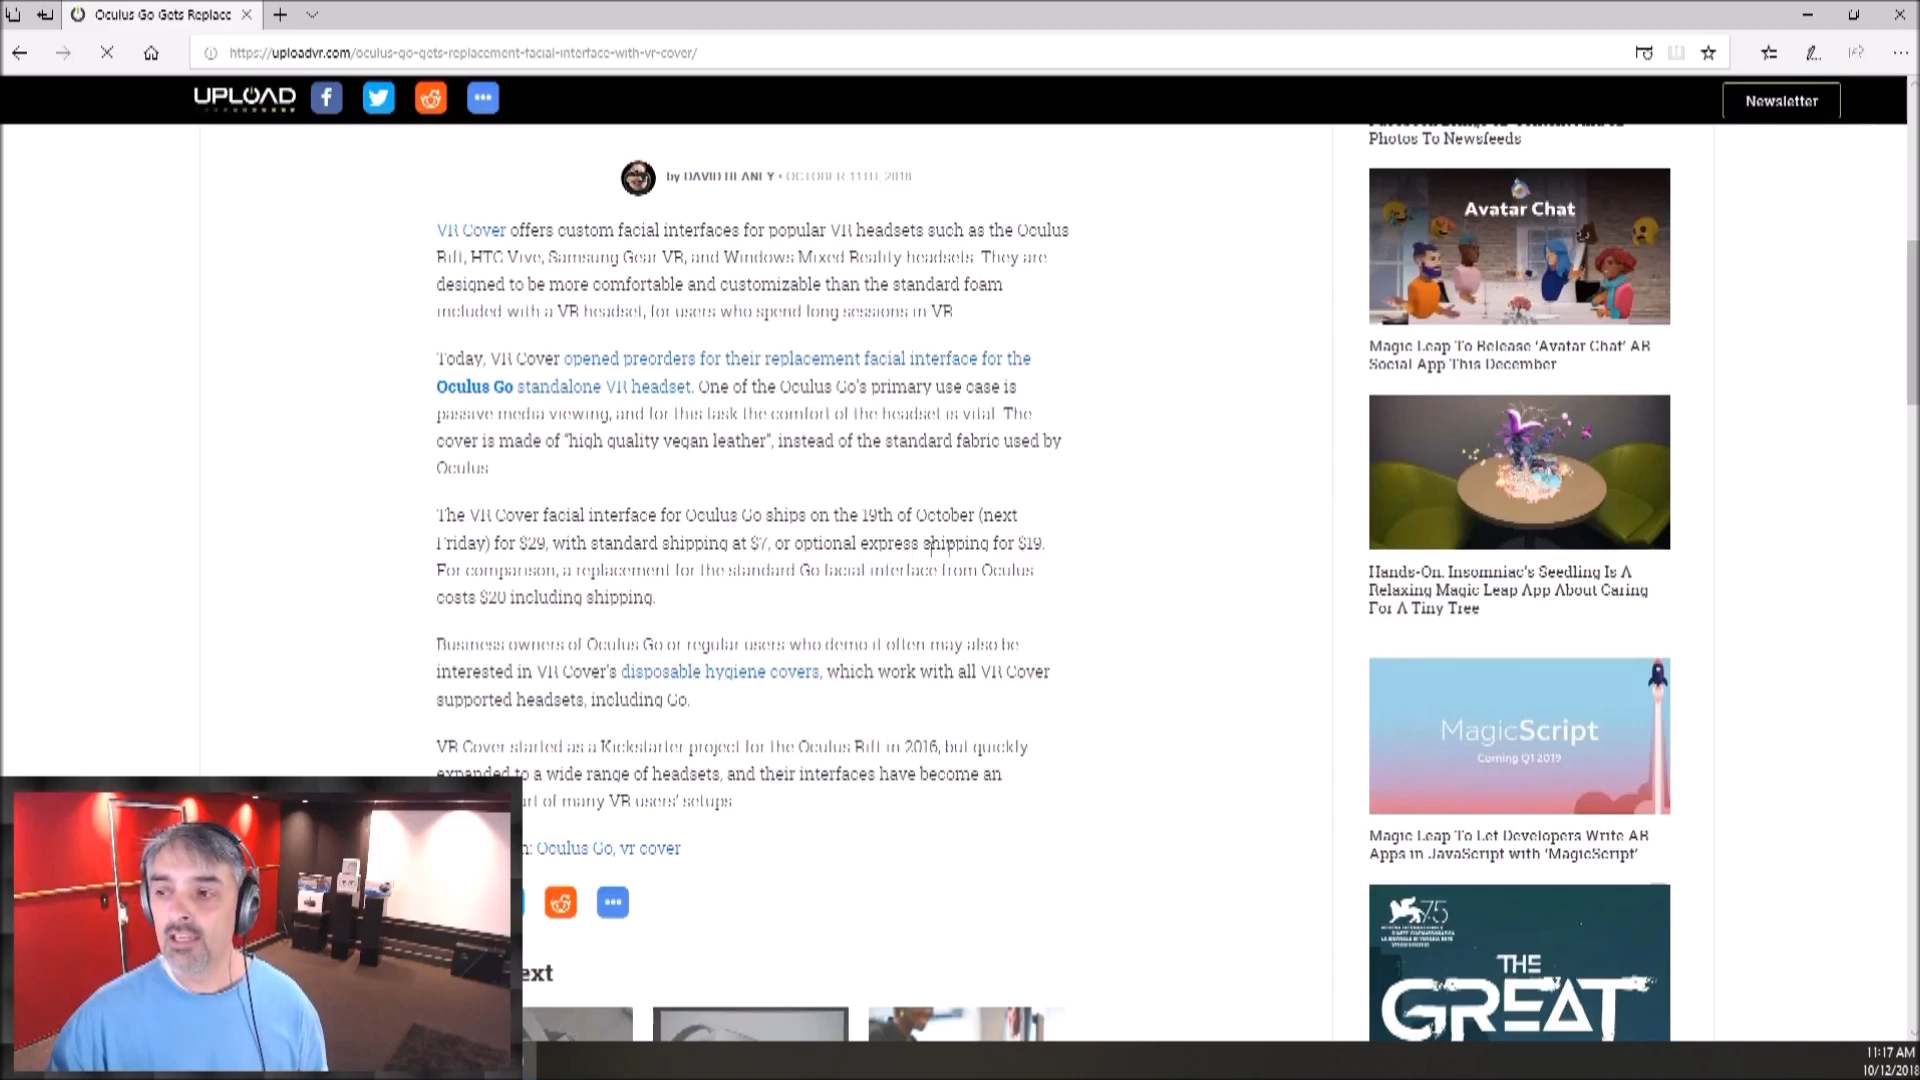 Oculus Go Gets Replacc
https://uploadvr.com/oculus-go-gets-replacement-facial-interface-with-vr-cover/
UPLOAD
Newsletter
Photos To Newsfeeds
by DAVID HEANEY • OCTOBER 11TH, 2018
VR Cover offers custom facial interfaces for popular VR headsets such as the Oculus
Rift, HTC Vive, Samsung Gear VR, and Windows Mixed Reality headsets. They are
designed to be more comfortable and customizable than the standard foam
included with a VR headset, for users who spend long sessions in VR
Today, VR Cover opened preorders for their replacement facial interface for the
Oculus Go standalone VR headset. One of the Oculus Go's primary use case is
passive media viewing, and for this task the comfort of the headset is vital. The
cover is made of "high quality vegan leather", instead of the standard fabric used by
Oculus
The VR Cover facial interface for Oculus Go ships on the 19th of October (next
Friday) for $29, with standard shipping at $7, or optional express shipping for $19.
For comparison, a replacement for the standard Go facial interface from Oculus
costs $20 including shipping.
Business owners of Oculus Go or regular users who demo it often may also be
interested in VR Cover's disposable hygiene covers, which work with all VR Cover
supported headsets, including Go.
VR Cover started as a Kickstarter project for the Oculus Rift in 2016, but quickly
expanded to a wide range of headsets, and their interfaces have become an
art of many VR users' setups
: Oculus Go, vr cover
ext
Avatar Chat
Magic Leap To Release 'Avatar Chat' AR
Social App This December
Hands-On: Insomniac's Seedling Is A
Relaxing Magic Leap App About Caring
For A Tiny Tree
MagicScript
Coming Q1 2019
Magic Leap To Let Developers Write AR
Apps in JavaScript with 'MagicScript'
75
THE
GREAT
11:17 AM
10/12/2018